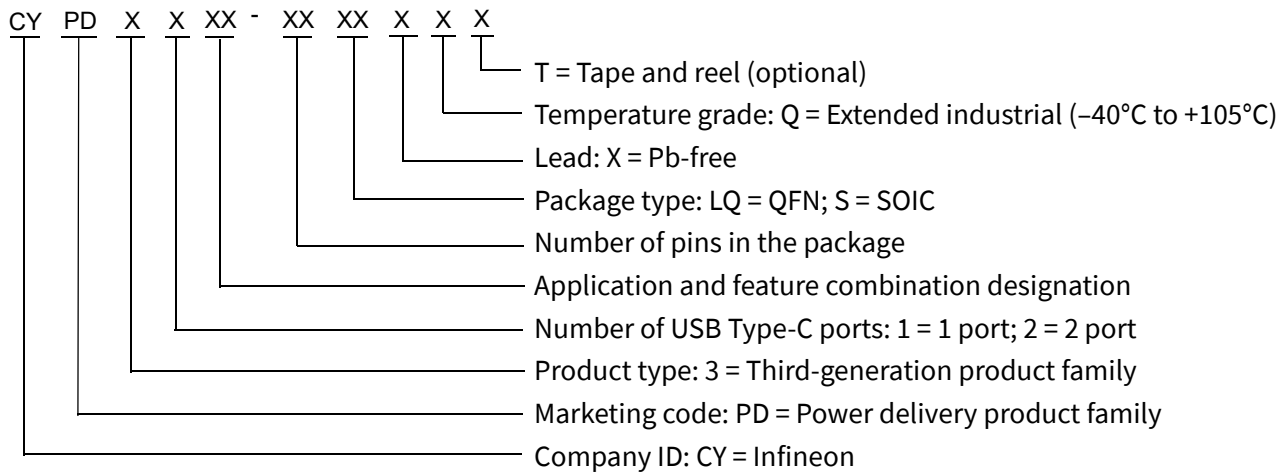 CY PD X X XX - XX XX X X X
T = Tape and reel (optional)
Temperature grade: Q = Extended industrial (–40°C to +105°C)
Lead: X = Pb-free
Package type: LQ = QFN; S = SOIC
Number of pins in the package
Application and feature combination designation
Number of USB Type-C ports: 1 = 1 port; 2 = 2 port
Product type: 3 = Third-generation product family
Marketing code: PD = Power delivery product family
Company ID: CY = Infineon